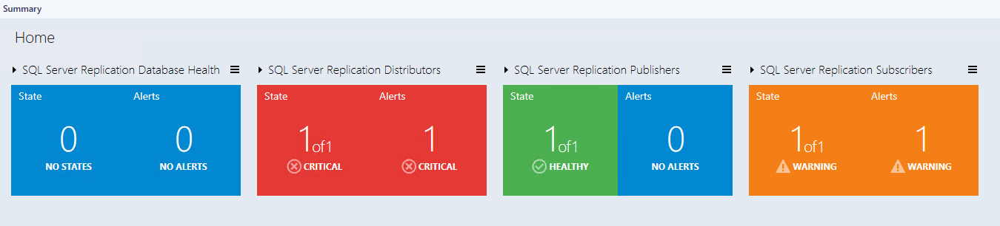 Summary
Home
SQL Server Replication Database Health
State Alerts
0 0
NO STATES NO ALERTS
SQL Server Replication Distributors
State Alerts
1of1 1
CRITICAL CRITICAL
SQL Server Replication Publishers
State Alerts
1of1 0
HEALTHY NO ALERTS
SQL Server Replication Subscribers
State Alerts
1of1 1
WARNING WARNING